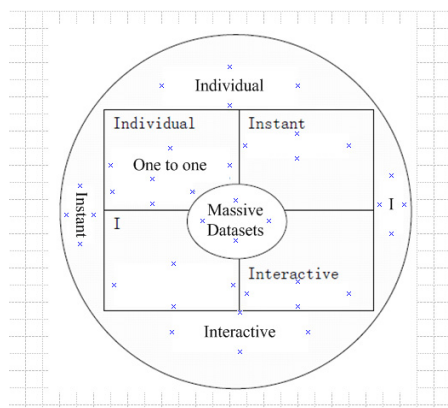 Individual
Individual
Instant
One to one
Instant
I
Massive
Datasets
I
Interactive
Interactive